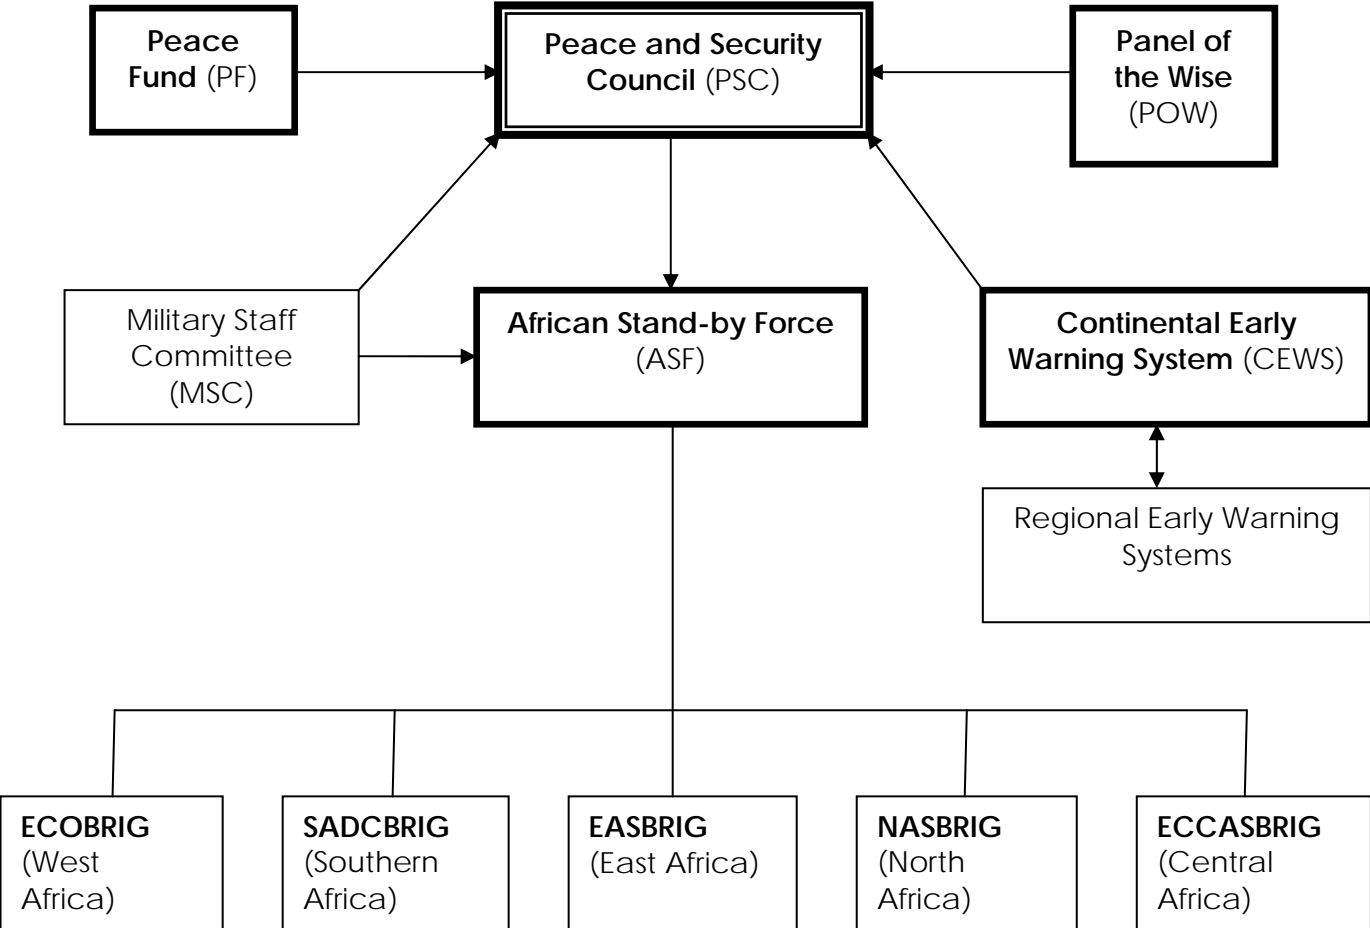 Peace
Fund (PF)
Peace and Security
Council (PSC)
Panel of
the Wise
(POW)
Military Staff
Committee
(MSC)
African Stand-by Force
(ASF)
Continental Early
Warning System (CEWS)
Regional Early Warning
Systems
ECOBRIG
(West
Africa)
SADCBRIG
(Southern
Africa)
EASBRIG
(East Africa)
NASBRIG
(North
Africa)
ECCASBRIG
(Central
Africa)